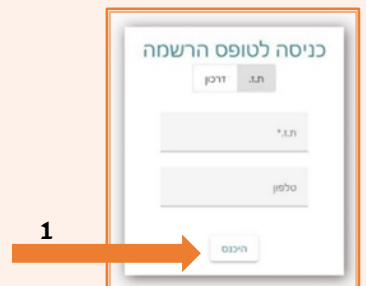 כניסה לטופס הרשמה
ת.ז. דרכון
ת.ז.*
טלפון
1
היכנס